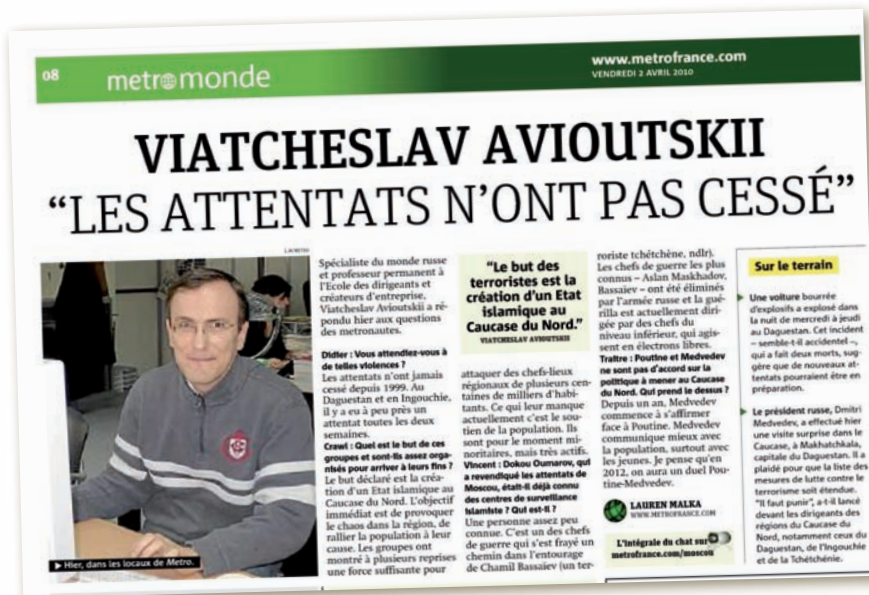 08
metromonde
www.metrofrance.com
VENDREDI 2 AVRIL 2010
VIATCHESLAV AVIOUTSKII
“LES ATTENTATS N’ONT PAS CESSÉ”
▶ Hier, dans les locaux de Metro.
Spécialiste du monde russe
et professeur permanent à
l’Ecole des dirigeants et
créateurs d’entreprise,
Viatcheslav Avioutskii a ré-
pondu hier aux questions
des metronautes.
Didier : Vous attendiez-vous à
de telles violences ?
Les attentats n’ont jamais
cessé depuis 1999. Au
Daguestan et en Ingouchie,
il y a eu à peu près un
attentat toutes les deux
semaines.
Crawl : Quel est le but de ces
groupes et sont-ils assez orga-
nisés pour arriver à leurs fins ?
Le but déclaré est la créa-
tion d’un Etat islamique au
Caucase du Nord. L’objectif
immédiat est de provoquer
le chaos dans la région, de
rallier la population à leur
cause. Les groupes ont
montré à plusieurs reprises
une force suffisante pour
“Le but des
terroristes est la
création d’un Etat
islamique au
Caucase du Nord.”
VIATCHESLAV AVIOUTSKII
attaquer des chefs-lieux
régionaux de plusieurs cen-
taines de milliers d’habi-
tants. Ce qui leur manque
actuellement c’est le sou-
tien de la population. Ils
sont pour le moment mi-
noritaires, mais très actifs.
Vincent : Dokou Oumarov, qui
a revendiqué les attentats de
Moscou, était-il déjà connu
des centres de surveillance
islamiste ? Qui est-il ?
Une personne assez peu
connue. C’est un des chefs
de guerre qui s’est frayé un
chemin dans l’entourage
de Chamil Bassaïev (un ter-
roriste tchétchène, ndlr).
Les chefs de guerre les plus
connus – Aslan Maskhadov,
Bassaïev – ont été éliminés
par l’armée russe et la gué-
rilla est actuellement diri-
gée par des chefs du
niveau inférieur, qui agis-
sent en électrons libres.
Traître : Poutine et Medvedev
ne sont pas d’accord sur la
politique à mener au Caucase
du Nord. Qui prend le dessus ?
Depuis un an, Medvedev
commence à s’affirmer
face à Poutine. Medvedev
communique mieux avec
la population, surtout avec
les jeunes. Je pense qu’en
2012, on aura un duel Pou-
tine-Medvedev.
LAUREN MALKA
WWW.METROFRANCE.COM
L’intégrale du chat sur
metrofrance.com/moscou
Sur le terrain
▶ Une voiture bourrée
d’explosifs a explosé dans
la nuit de mercredi à jeudi
au Daguestan. Cet incident
– semble-t-il accidentel –,
qui a fait deux morts, sug-
gère que de nouveaux at-
tentats pourraient être en
préparation.
▶ Le président russe, Dmitri
Medvedev, a effectué hier
une visite surprise dans le
Caucase, à Makhatchkala,
capitale du Daguestan. Il a
plaidé pour que la liste des
mesures de lutte contre le
terrorisme soit étendue.
“Il faut punir”, a-t-il lancé
devant les dirigeants des
régions du Caucase du
Nord, notamment ceux du
Daguestan, de l’Ingouchie
et de la Tchétchénie.